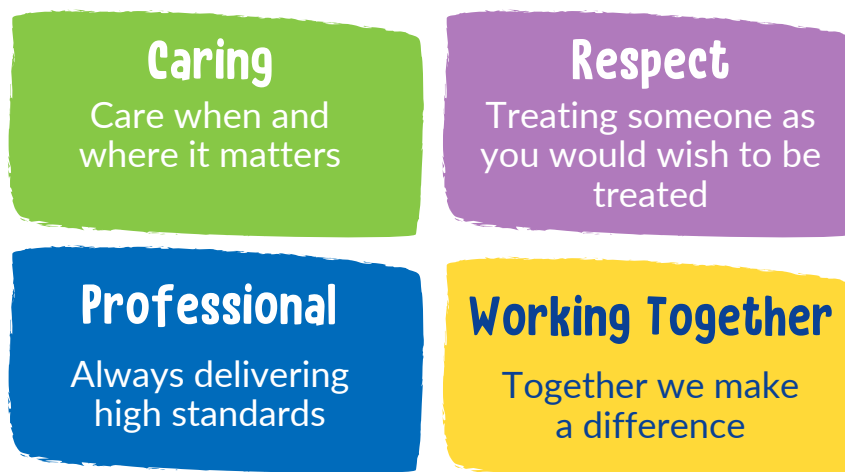 Caring
Care when and
where it matters
Respect
Treating someone as
you would wish to be
treated
Professional
Always delivering
high standards
Working Together
Together we make
a difference